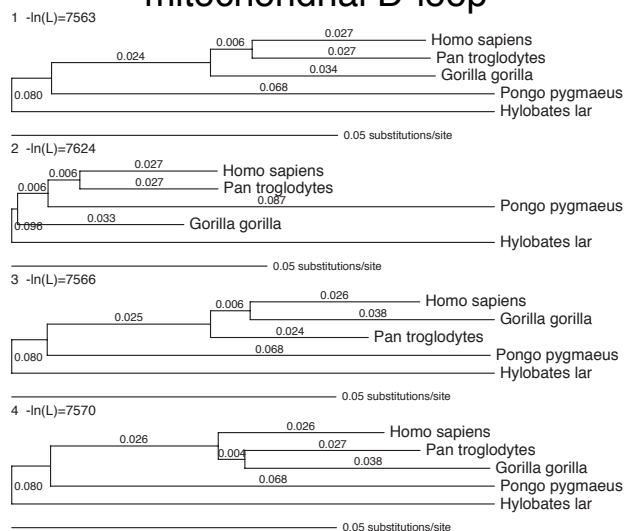 mitochondrial D-loop
1 -ln(L)=7563
0.027
Homo sapiens
0.006
0.027
Pan troglodytes
0.024
0.034
Gorilla gorilla
0.068
Pongo pygmaeus
0.080
Hylobates lar
0.05 substitutions/site
2 -ln(L)=7624
0.027
Homo sapiens
0.006
0.027
Pan troglodytes
0.006
0.087
Pongo pygmaeus
0.033
Gorilla gorilla
0.096
Hylobates lar
0.05 substitutions/site
3 -ln(L)=7566
0.026
Homo sapiens
0.006
0.038
Gorilla gorilla
0.025
0.024
Pan troglodytes
0.068
Pongo pygmaeus
0.080
Hylobates lar
0.05 substitutions/site
4 -ln(L)=7570
0.026
Homo sapiens
0.026
0.027
Pan troglodytes
0.004
0.038
Gorilla gorilla
0.068
Pongo pygmaeus
0.080
Hylobates lar
0.05 substitutions/site